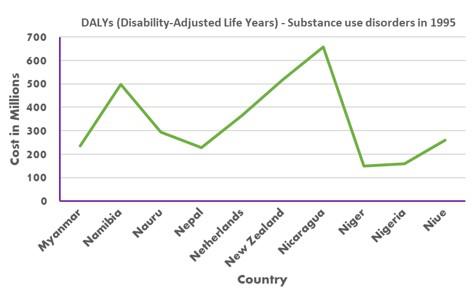 DALYs (Disability-Adjusted Life Years) - Substance use disorders in 1995
700
600
500
400
300
200
100
0
Cost in Millions
Myanmar
Namibia
Nauru
Nepal
Netherlands
New Zealand
Nicaragua
Niger
Nigeria
Niue
Country